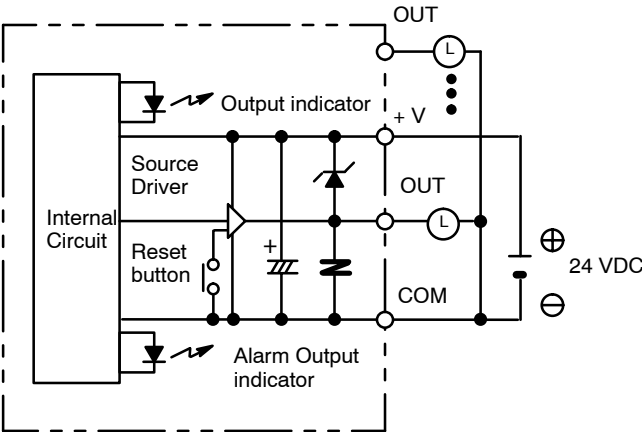 OUT
L
Output indicator
+ V
Source
Driver
OUT
L
Internal
Circuit
Reset
button
+
24 VDC
COM
Alarm Output
indicator